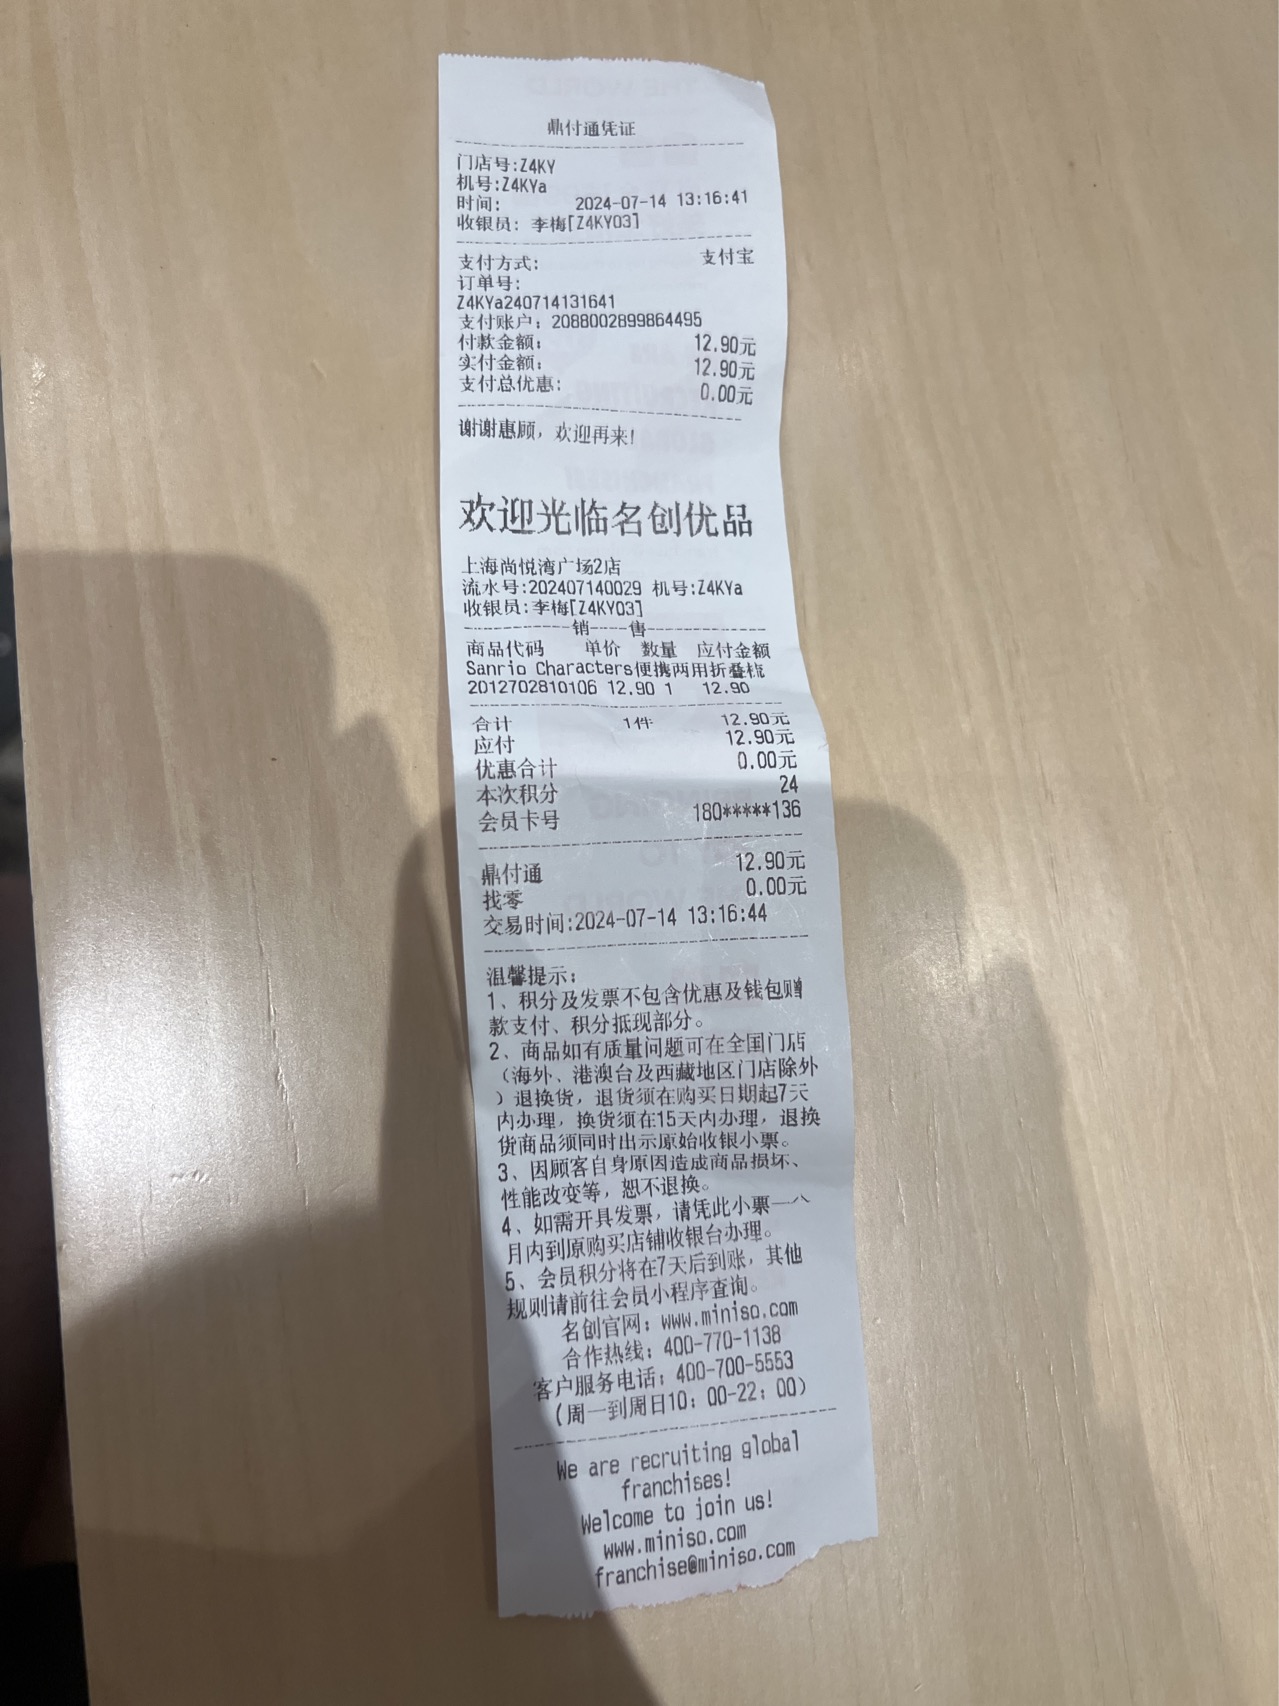 鼎付通凭证
门店号:Z4KY
机号:Z4KYa
时间: 2024-07-14 13:16:41
收银员: 李梅[Z4KY03]
支付方式: 支付宝
订单号:
Z4KYa240714131641
支付账户: 2088002899864495
付款金额: 12.90元
实付金额: 12.90元
支付总优惠: 0.00元
谢谢惠顾, 欢迎再来!
欢迎光临名创优品
上海尚悦湾广场2店
流水号:202407140029 机号:Z4KYa
收银员:李梅[Z4KY03]
销----售
商品代码 单价 数量 应付金额
Sanrio Characters便携两用折叠梳
2012702810106 12.90 1 12.90
合计 1件 12.90元
应付 12.90元
优惠合计 0.00元
本次积分 24
会员卡号 180*****136
鼎付通 12.90元
找零 0.00元
交易时间:2024-07-14 13:16:44
温馨提示:
1、积分及发票不包含优惠及钱包赠
款支付、积分抵现部分。
2、商品如有质量问题可在全国门店
(海外、港澳台及西藏地区门店除外
)退换货, 退货须在购买日期起7天
内办理, 换货须在15天内办理, 退换
货商品须同时出示原始收银小票。
3、因顾客自身原因造成商品损坏、
性能改变等, 恕不退换。
4、如需开具发票, 请凭此小票一个
月内到原购买店铺收银台办理。
5、会员积分将在7天后到账, 其他
规则请前往会员小程序查询。
名创官网: www.miniso.com
合作热线: 400-770-1138
客户服务电话: 400-700-5553
(周一到周日10: 00-22: 00)
We are recruiting global
franchises!
Welcome to join us!
www.miniso.com
franchise@miniso.com